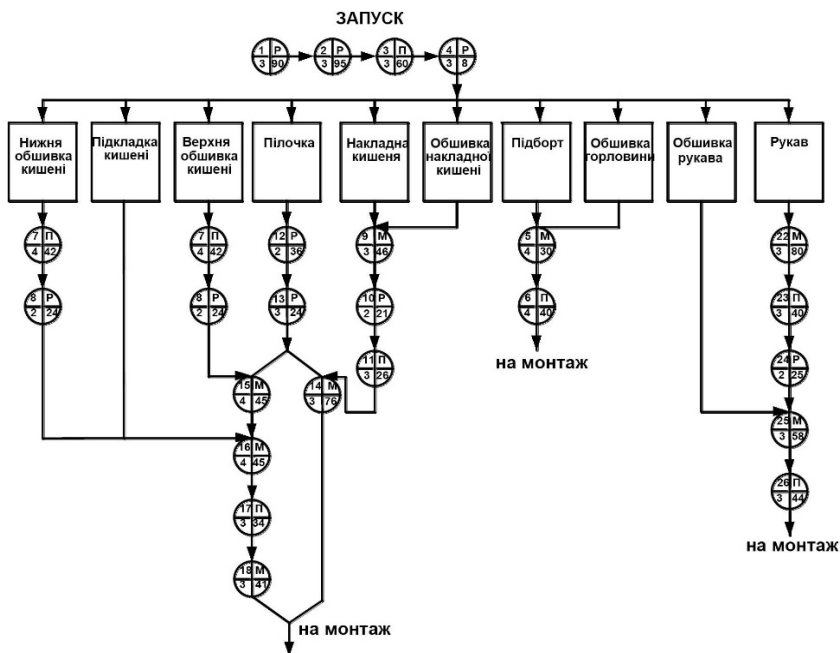 ЗАПУСК
1 Р
3 90
2 Р
3 95
3 П
3 60
4 Р
3 8
Нижня
обшивка
кишені
Підкладка
кишені
Верхня
обшивка
кишені
Пілочка
Накладна
кишеня
Обшивка
накладної
кишені
Підборт
Обшивка
горловини
Обшивка
рукава
Рукав
7 П
4 42
7 П
4 42
12 Р
2 36
9 М
3 46
5 М
4 30
22 М
3 80
8 Р
2 24
8 Р
2 24
13 Р
3 24
10 Р
2 21
6 П
4 40
23 П
3 40
11 П
3 26
на монтаж
24 Р
2 25
15 М
4 45
14 М
3 76
25 М
3 58
16 М
4 45
26 П
3 44
17 П
3 34
на монтаж
18 М
3 41
на монтаж